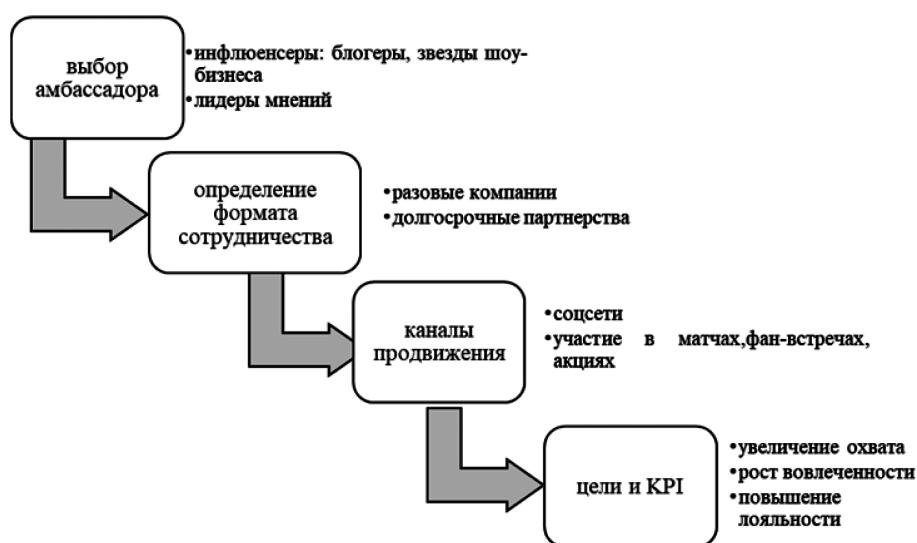 выбор
амбассадора
•инфлюенсеры: блогеры, звезды шоу-
бизнеса
•лидеры мнений
определение
формата
сотрудничества
•разовые компании
•долгосрочные партнерства
каналы
продвижения
•соцсети
•участие в матчах,фан-встречах,
акциях
цели и KPI
•увеличение охвата
•рост вовлеченности
•повышение
лояльности